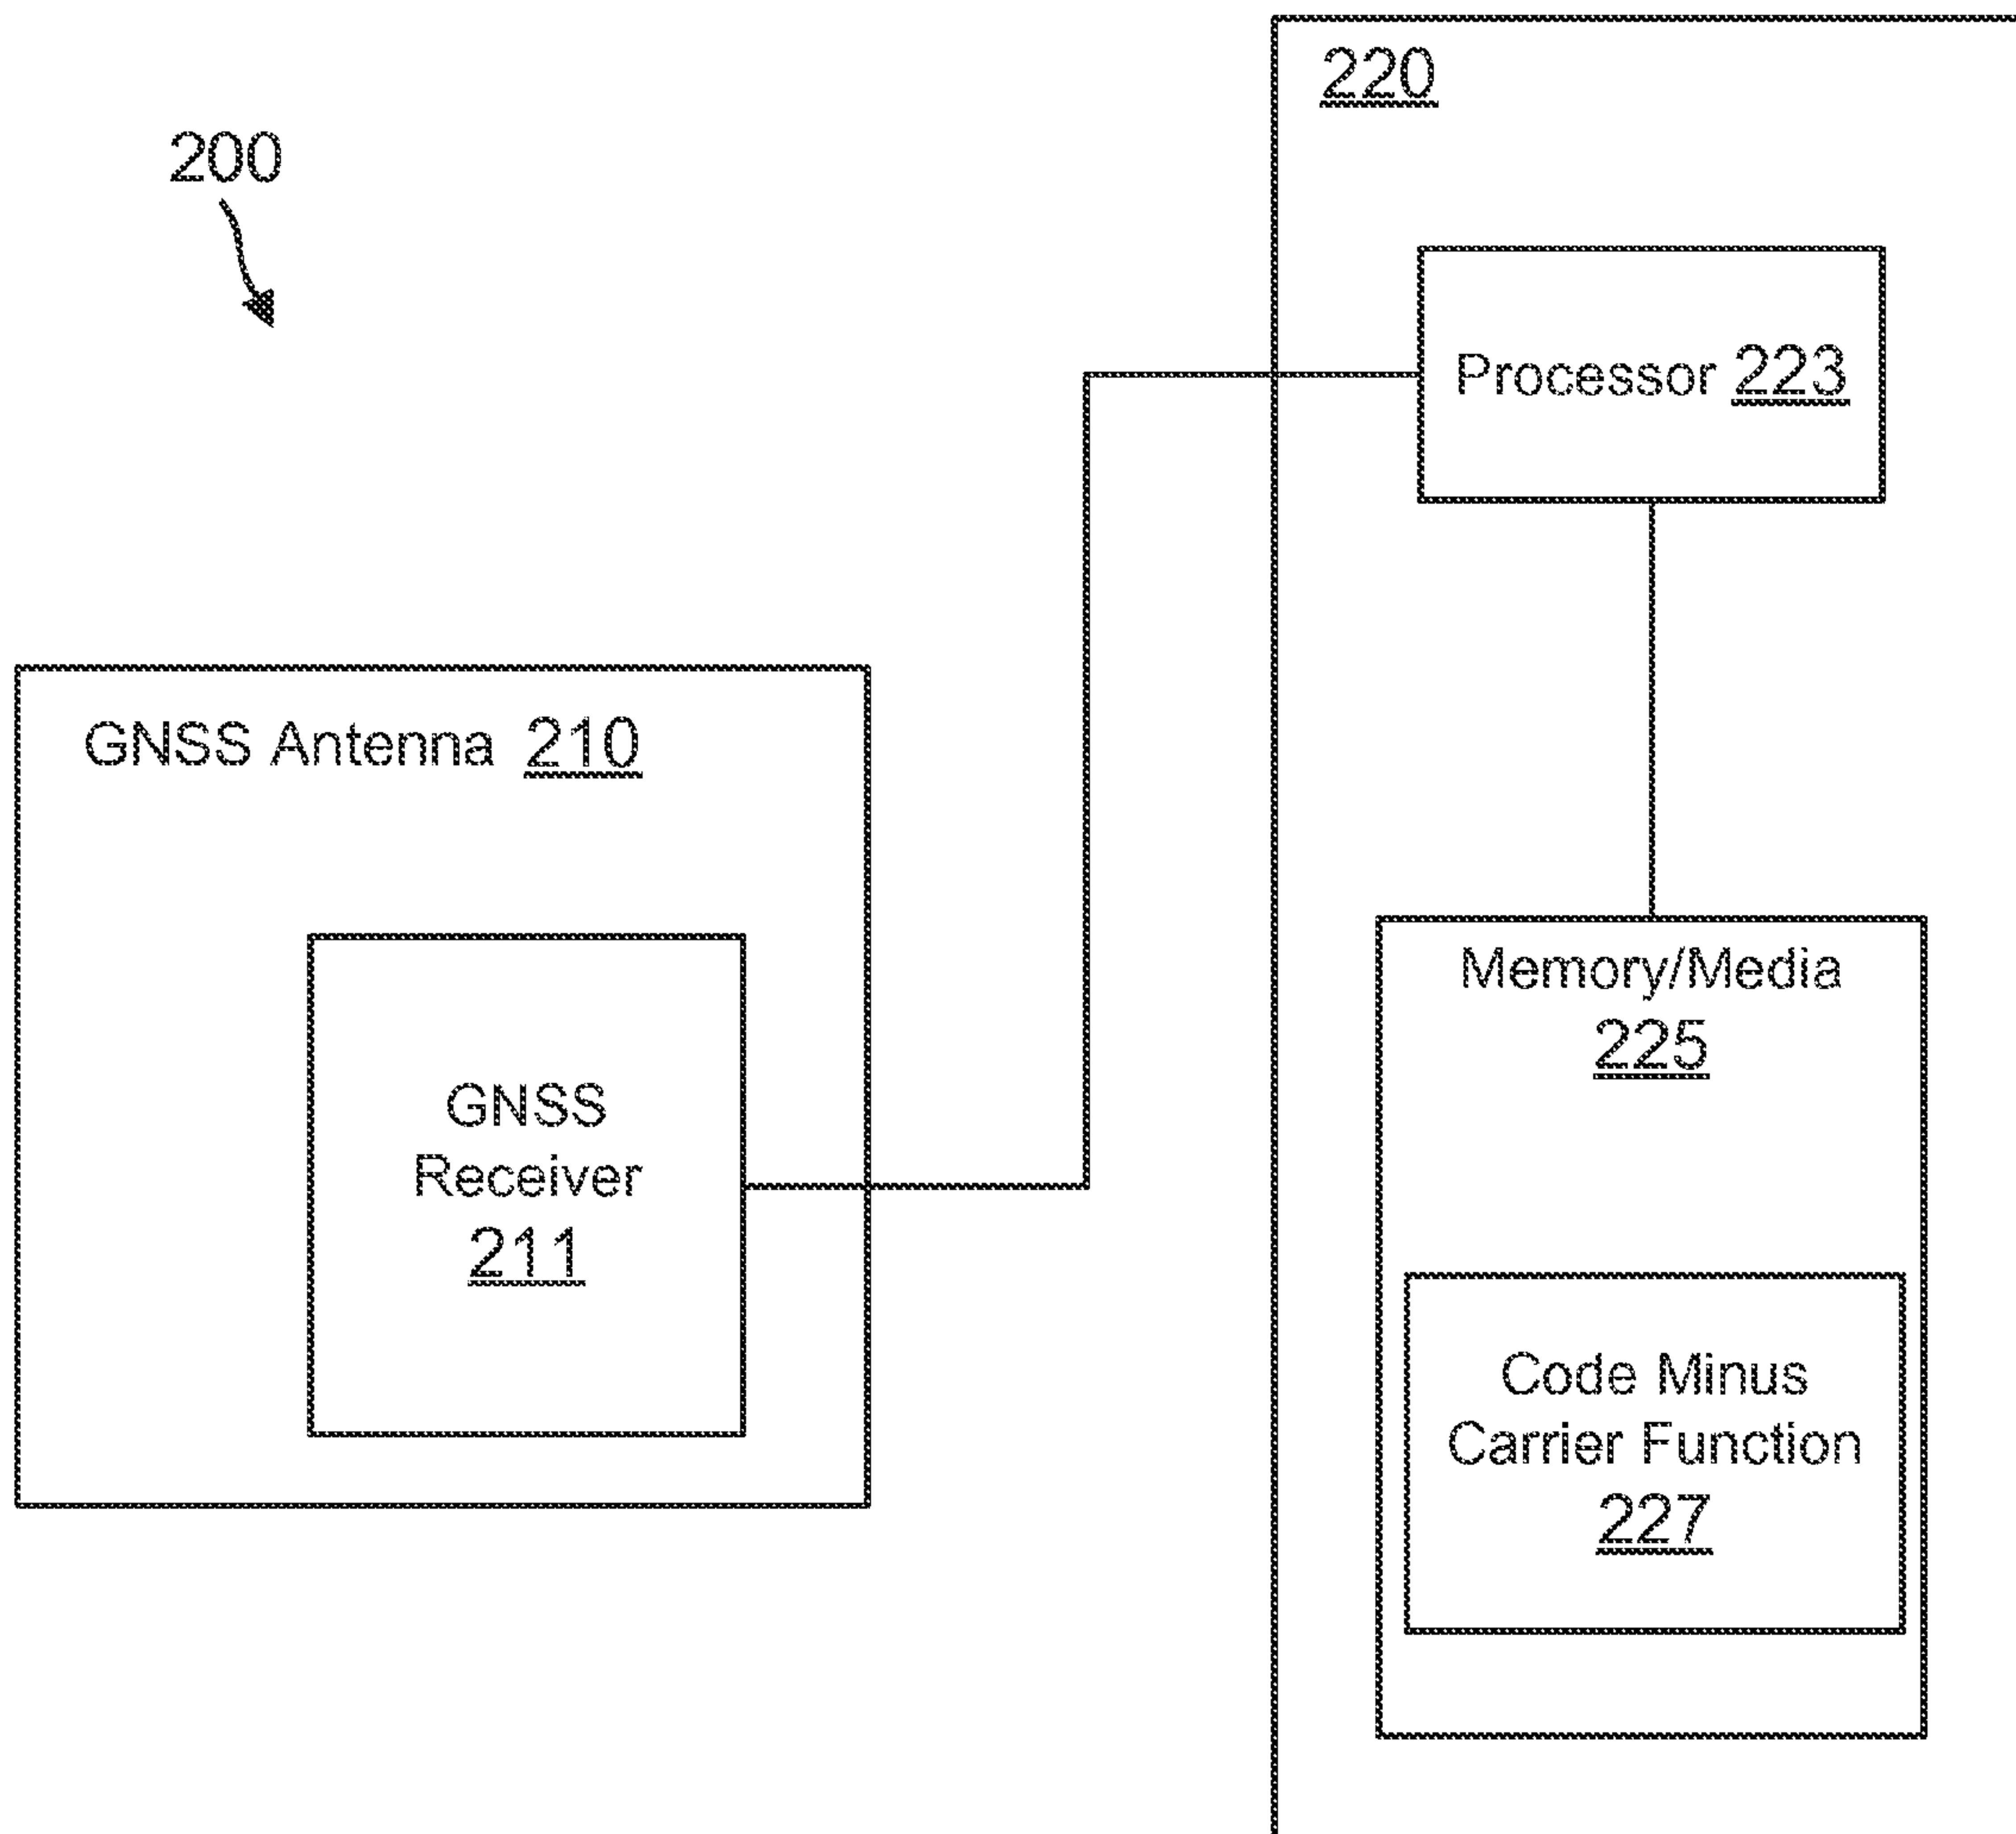 200
220
Processor 223
GNSS Antenna 210
GNSS
Receiver
211
Memory/Media
225
Code Minus
Carrier Function
227